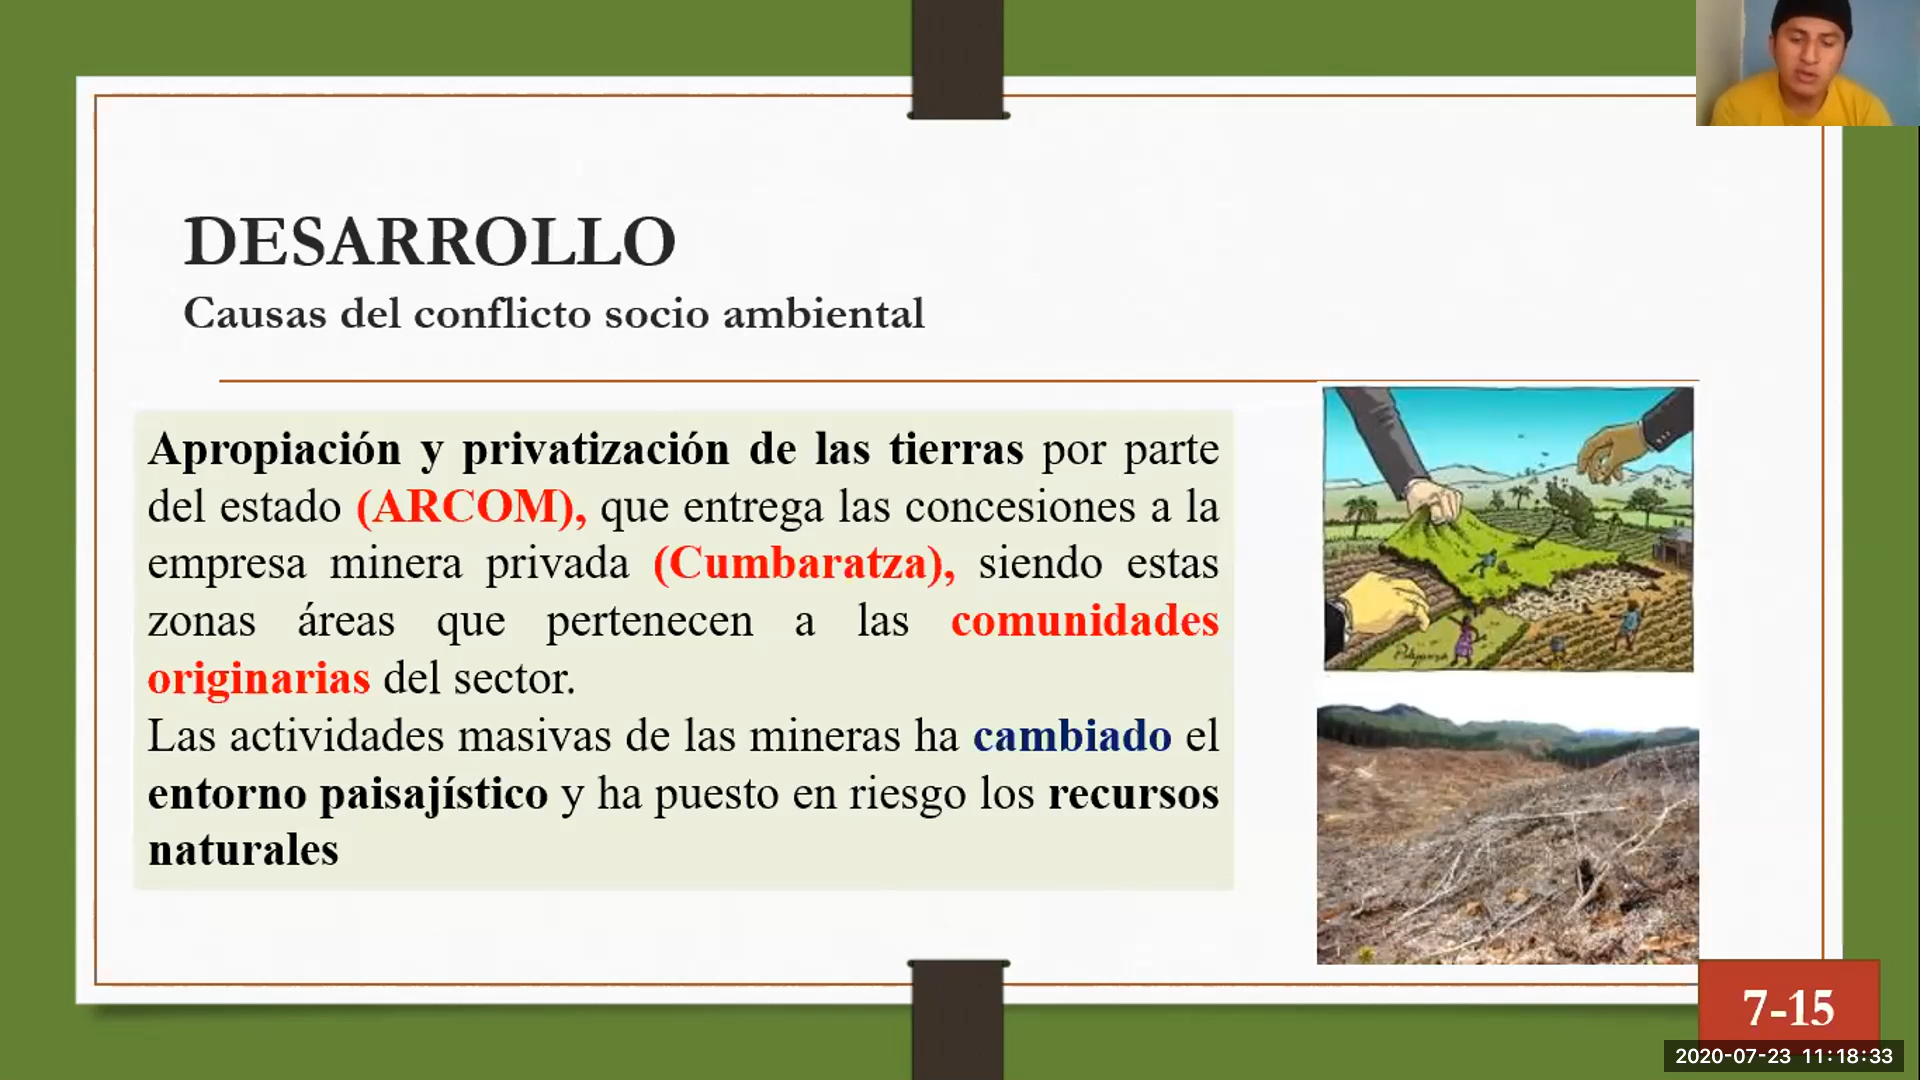 DESARROLLO
Causas del conflicto socio ambiental
Apropiación y privatización de las tierras por parte
del estado (ARCOM), que entrega las concesiones a la
empresa minera privada (Cumbaratza), siendo estas
zonas áreas que pertenecen a las comunidades
originarias del sector.
Las actividades masivas de las mineras ha cambiado el
entorno paisajístico y ha puesto en riesgo los recursos
naturales
7-15
2020-07-23 11:18:33